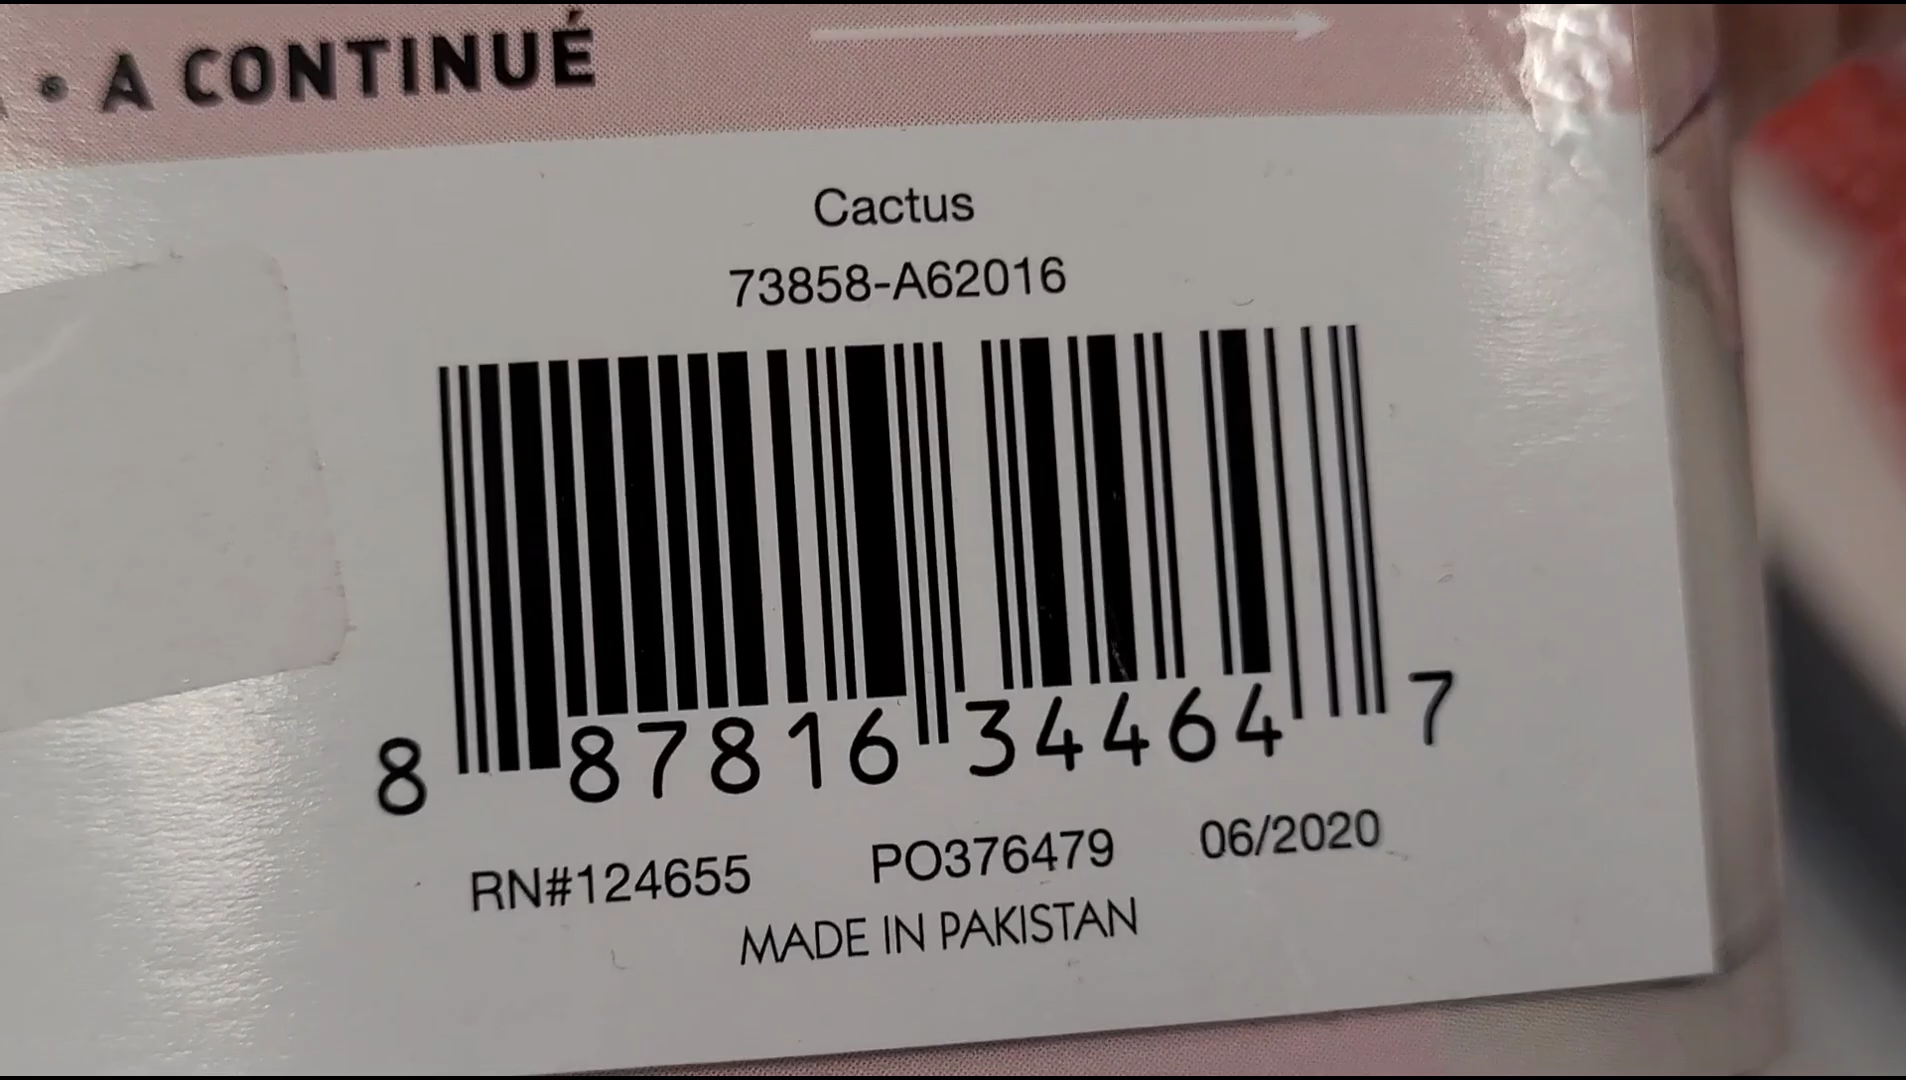 • A CONTINUÉ
Cactus
73858-A62016
8 87816 34464 7
RN#124655 PO376479 06/2020
MADE IN PAKISTAN